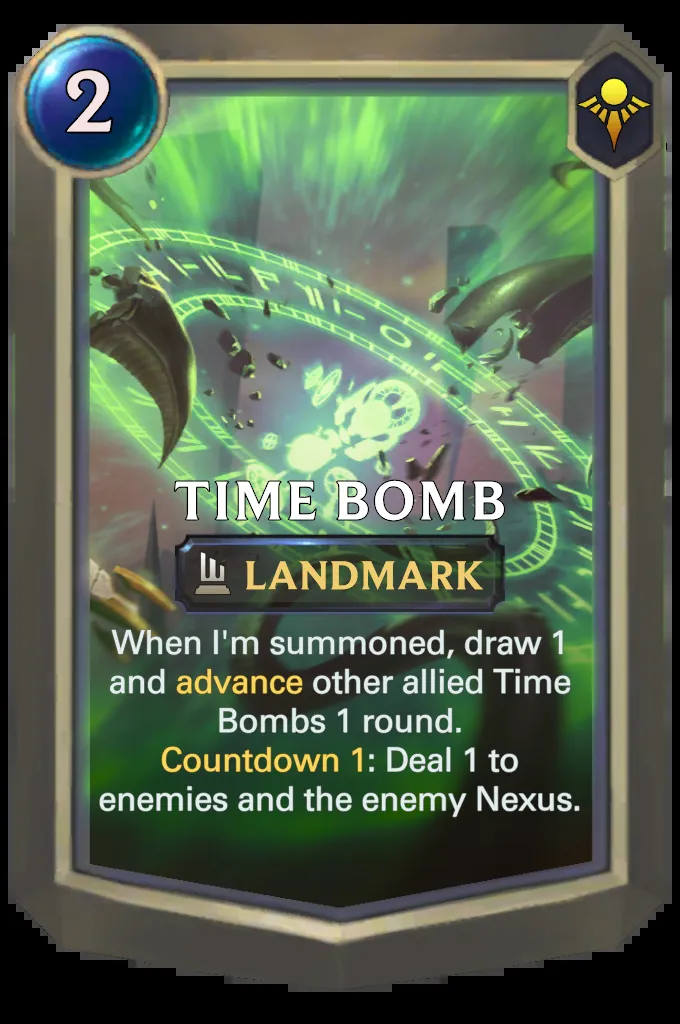 2
TIME BOMB
LANDMARK
When I'm summoned, draw 1
and advance other allied Time
Bombs 1 round.
Countdown 1: Deal 1 to
enemies and the enemy Nexus.